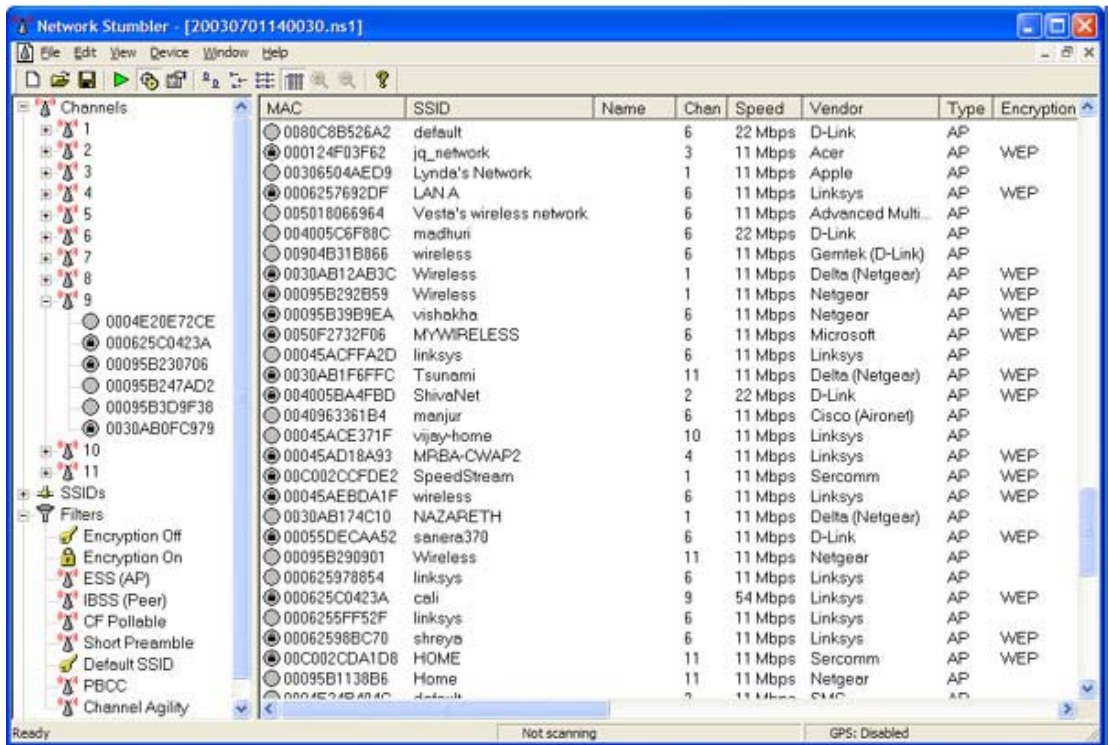 Network Stumbler - [20030701140030.ns1]
File Edit View Device Window Help
Channels
1
2
3
4
5
6
7
8
9
0004E20E72CE
000625C0423A
00095B230706
00095B247AD2
00095B3D9F38
0030AB0FC979
10
11
SSIDs
Filters
Encryption Off
Encryption On
ESS (AP)
IBSS (Peer)
CF Pollable
Short Preamble
Default SSID
PBCC
Channel Agility
MAC SSID Name Chan Speed Vendor Type Encryption
0080C8B526A2 default 6 22 Mbps D-Link AP
000124F03F62 jq_network 3 11 Mbps Acer AP WEP
00306504AED9 Lynda's Network 1 11 Mbps Apple AP
0006257692DF LAN.A 6 11 Mbps Linksys AP WEP
005018066964 Vesta's wireless network 6 11 Mbps Advanced Multi... AP
004005C6F88C madhuri 6 22 Mbps D-Link AP
00904B31B866 wireless 6 11 Mbps Gemtek (D-Link) AP
0030AB12AB3C Wireless 1 11 Mbps Delta (Netgear) AP WEP
00095B292B59 Wireless 1 11 Mbps Netgear AP WEP
00095B39B9EA vishakha 6 11 Mbps Netgear AP WEP
0050F2732F06 MYWIRELESS 6 11 Mbps Microsoft AP WEP
00045ACFFA2D linksys 6 11 Mbps Linksys AP
0030AB1F6FFC Tsunami 11 11 Mbps Delta (Netgear) AP WEP
004005BA4FBD ShivaNet 2 22 Mbps D-Link AP WEP
0040963361B4 manjur 6 11 Mbps Cisco (Aironet) AP
00045ACE371F vijay-home 10 11 Mbps Linksys AP
00045AD18A93 MRBA-CWAP2 4 11 Mbps Linksys AP WEP
00C002CCFDE2 SpeedStream 1 11 Mbps Sercomm AP WEP
00045AEBDA1F wireless 6 11 Mbps Linksys AP WEP
0030AB174C10 NAZARETH 1 11 Mbps Delta (Netgear) AP
00055DECAA52 sanera370 6 11 Mbps D-Link AP WEP
00095B290901 Wireless 11 11 Mbps Netgear AP
000625978854 linksys 6 11 Mbps Linksys AP
000625C0423A cali 9 54 Mbps Linksys AP WEP
0006255FF52F linksys 6 11 Mbps Linksys AP
00062598BC70 shreya 6 11 Mbps Linksys AP WEP
00C002CDA1D8 HOME 11 11 Mbps Sercomm AP WEP
00095B1138B6 Home 11 11 Mbps Netgear AP
default 11 Mbps SMC AP
Ready Not scanning GPS: Disabled